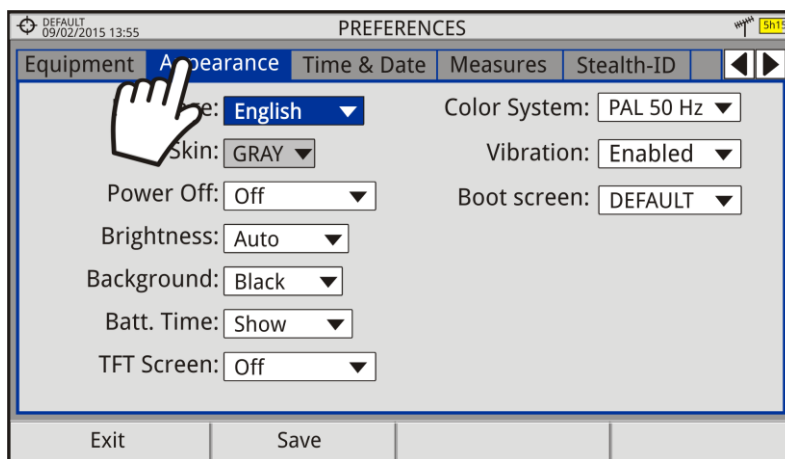 DEFAULT
09/02/2015 13:55
PREFERENCES
5h15
Equipment Appearance Time & Date Measures Stealth-ID
English
Color System: PAL 50 Hz
Skin: GRAY
Vibration: Enabled
Power Off: Off
Boot screen: DEFAULT
Brightness: Auto
Background: Black
Batt. Time: Show
TFT Screen: Off
Exit Save